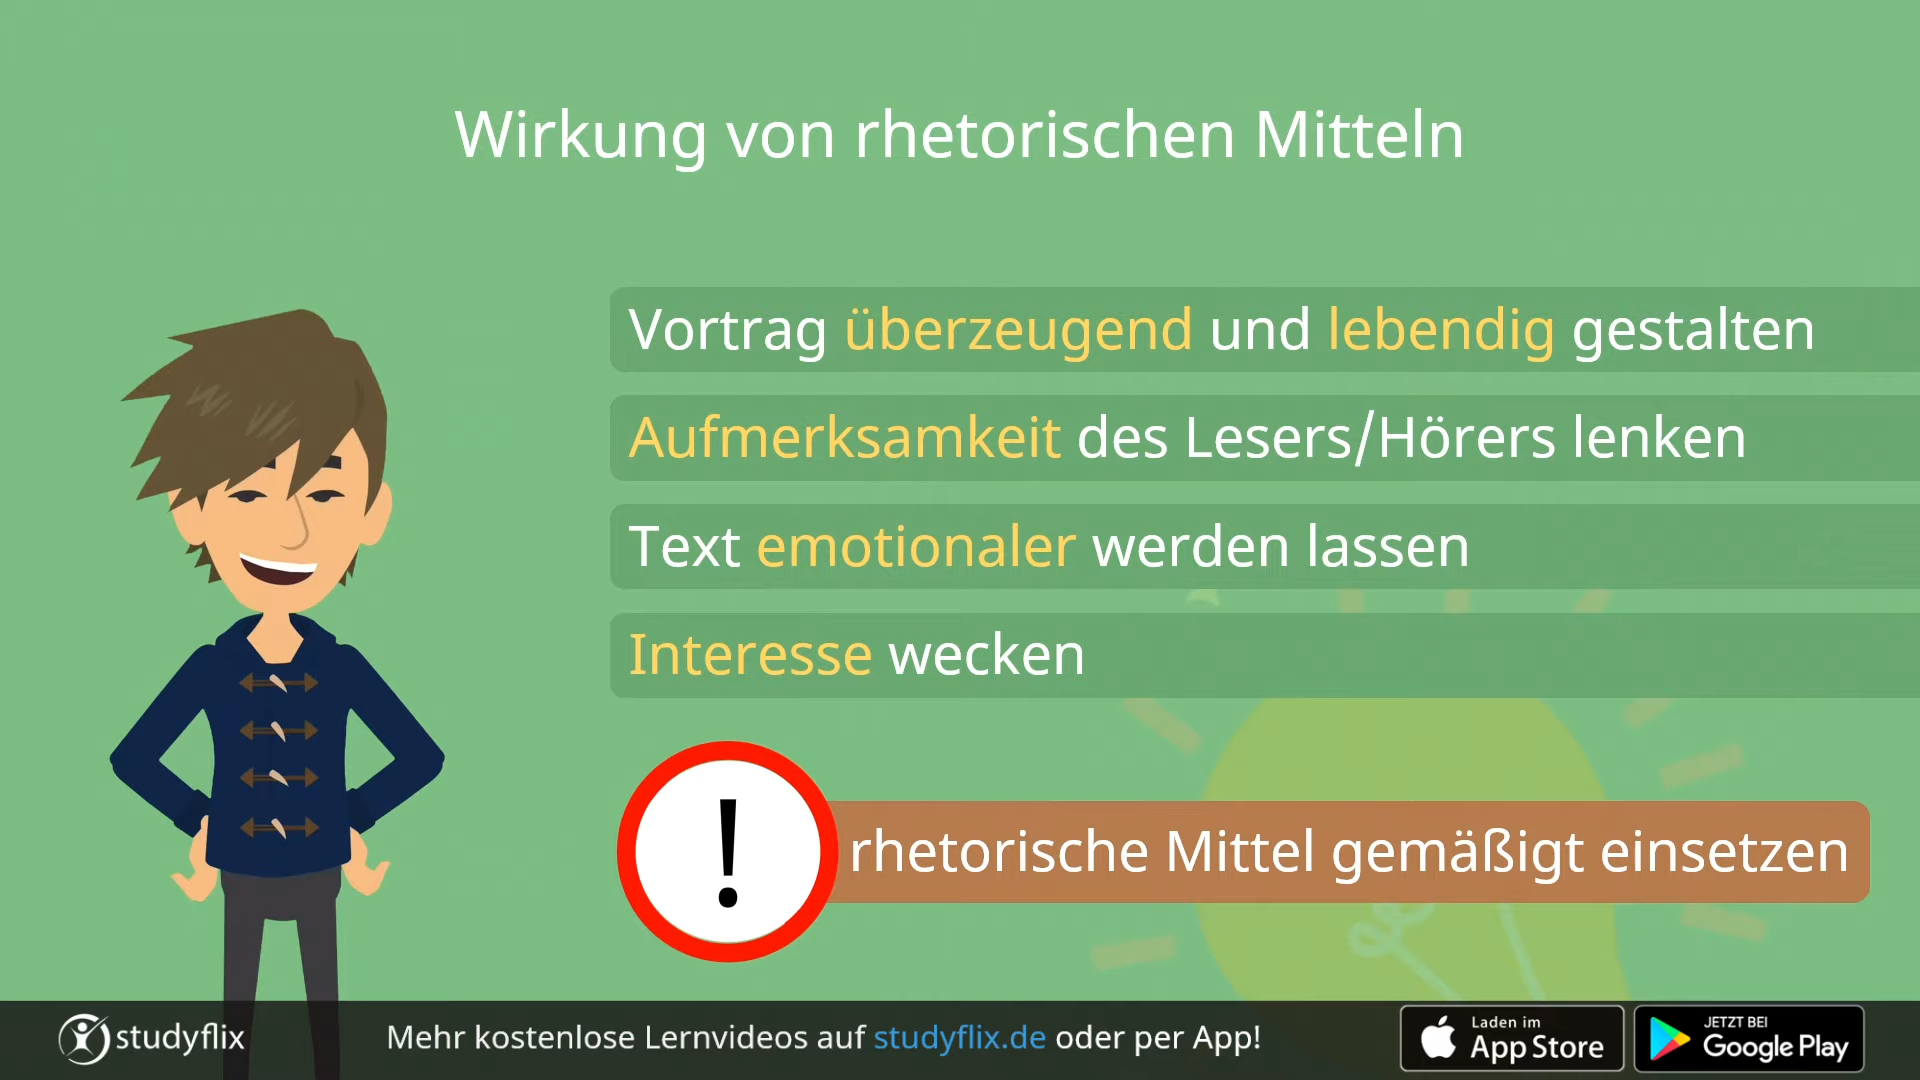 Wirkung von rhetorischen Mitteln
Vortrag überzeugend und lebendig gestalten
Aufmerksamkeit des Lesers/Hörers lenken
Text emotionaler werden lassen
Interesse wecken
! rhetorische Mittel gemäßigt einsetzen
studyflix Mehr kostenlose Lernvideos auf studyflix.de oder per App!
Laden im
App Store
JETZT BEI
Google Play